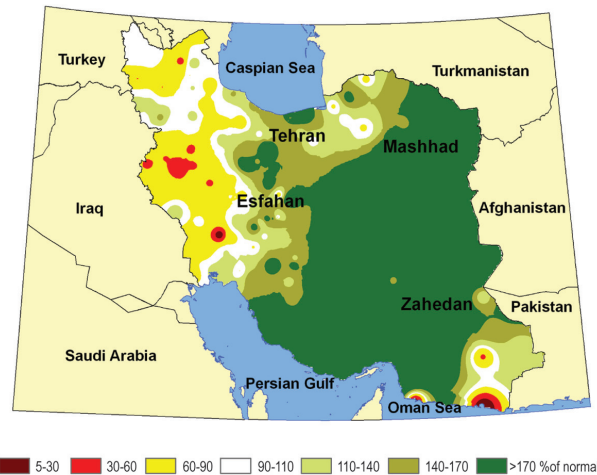 Turkey
Caspian Sea
Turkmanistan
Tehran
Mashhad
Iraq
Esfahan
Afghanistan
Zahedan
Pakistan
Saudi Arabia
Persian Gulf
Oman Sea
5-30 30-60 60-90 90-110 110-140 140-170 >170 %of norma